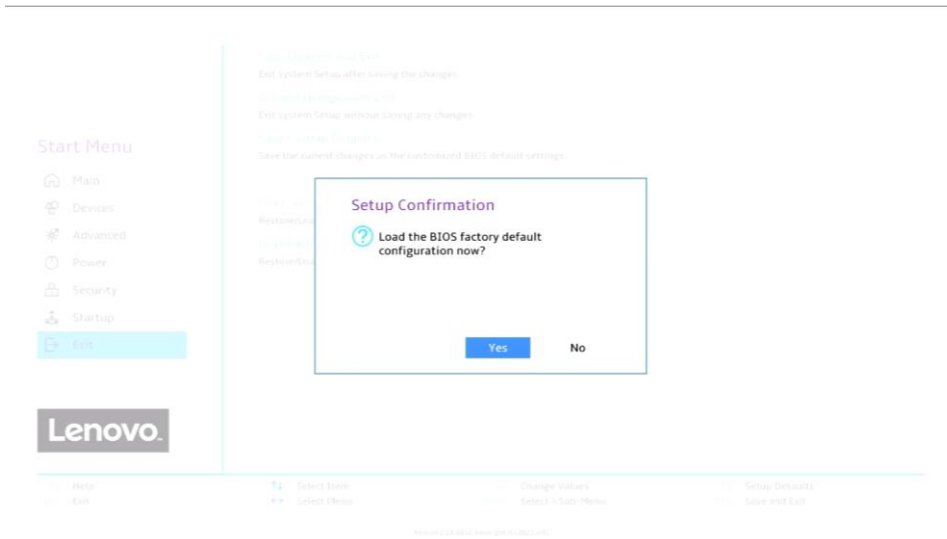 Exit system Setup after saving the changes.
Exit system Setup without saving any changes.
Save the current changes as the customized BIOS default settings.
Start Menu
Main
Devices
Advanced
Power
Security
Startup
Exit
Setup Confirmation
Load the BIOS factory default
configuration now?
Yes No
Lenovo
Help Select Item Change Values Setup Defaults
Exit Select Menu Select > Sub-Menu Save and Exit